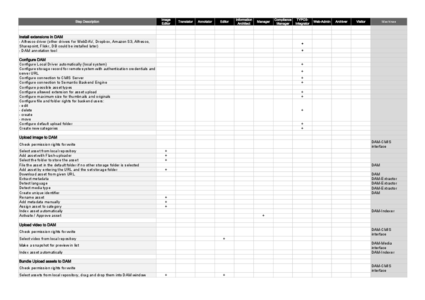 Step Description Image Editor Translator Annotator Editor Information Architect Manager Compliance Manager TYPO3 Integrator Web-Admin Archiver Visitor Machine
Install extensions in DAM
- Alfresco driver (other drivers for WebDAV, Dropbox, Amazon S3, Alfresco, Sharepoint, Flickr, DB could be installed later)
- DAM annotation tool
Configure DAM
Configure Local Driver automatically (local system)
Configure storage record for remote system with authentication credentials and server URL
Configure connection to CMIS Server
Configure connection to Semantic Backend Engine
Configure possible asset types
Configure allowed extension for asset upload
Configure maximum size for thumbnails and originals
Configure file and folder rights for backend users:
- edit
- delete
- create
- move
Configure default upload folder
Create new categories
Upload image to DAM
Check permission rights for write DAM-CMIS interface
Select asset from local repository
Add asset with Flash uploader
Select the folder to store the asset
File the asset in the default folder if no other storage folder is selected DAM
Add asset by entering the URL and the sub/storage folder
Download asset from given URL DAM
Extract metadata DAM-Extractor
Detect language DAM-Extractor
Detect media type DAM-Extractor
Create unique identifier DAM
Rename asset
Add metadata manually
Assign asset to category
Index asset automatically DAM-Indexer
Activate / Approve asset
Upload video to DAM
Check permission rights for write DAM-CMIS interface
Select video from local repository
Make a snapshot for preview in list DAM-Media interface
Index asset automatically DAM-Indexer
Bundle Upload assets to DAM
Check permission rights for write DAM-CMIS interface
Select assets from local repository, drag and drop them into DAM window